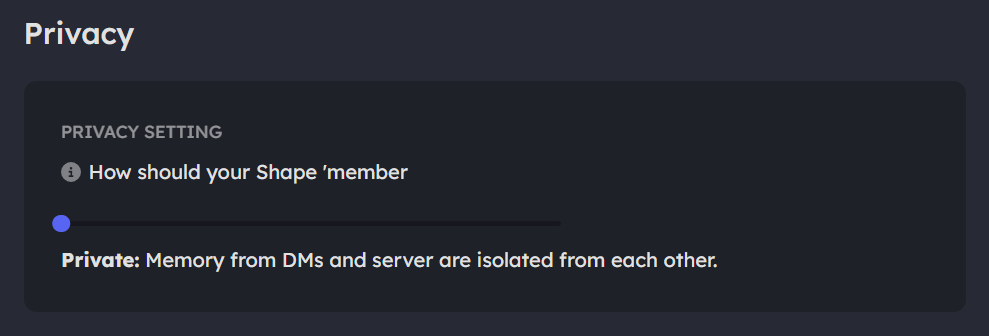 Privacy
PRIVACY SETTING
How should your Shape 'member
Private: Memory from DMs and server are isolated from each other.